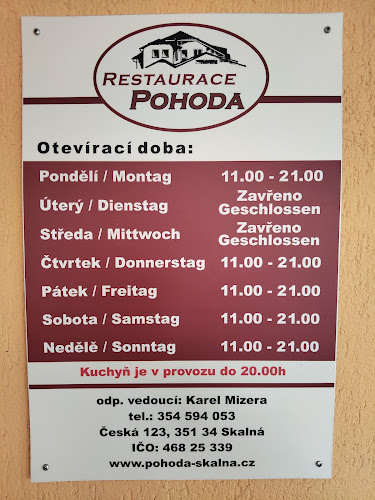 RESTAURACE
POHODA
Otevírací doba:
Pondělí / Montag 11.00 - 21.00
Úterý / Dienstag Zavřeno Geschlossen
Středa / Mittwoch Zavřeno Geschlossen
Čtvrtek / Donnerstag 11.00 - 21.00
Pátek / Freitag 11.00 - 21.00
Sobota / Samstag 11.00 - 21.00
Nedělě / Sonntag 11.00 - 21.00
Kuchyň je v provozu do 20.00h
odp. vedoucí: Karel Mizera
tel.: 354 594 053
Česká 123, 351 34 Skalná
IČO: 468 25 339
www.pohoda-skalna.cz